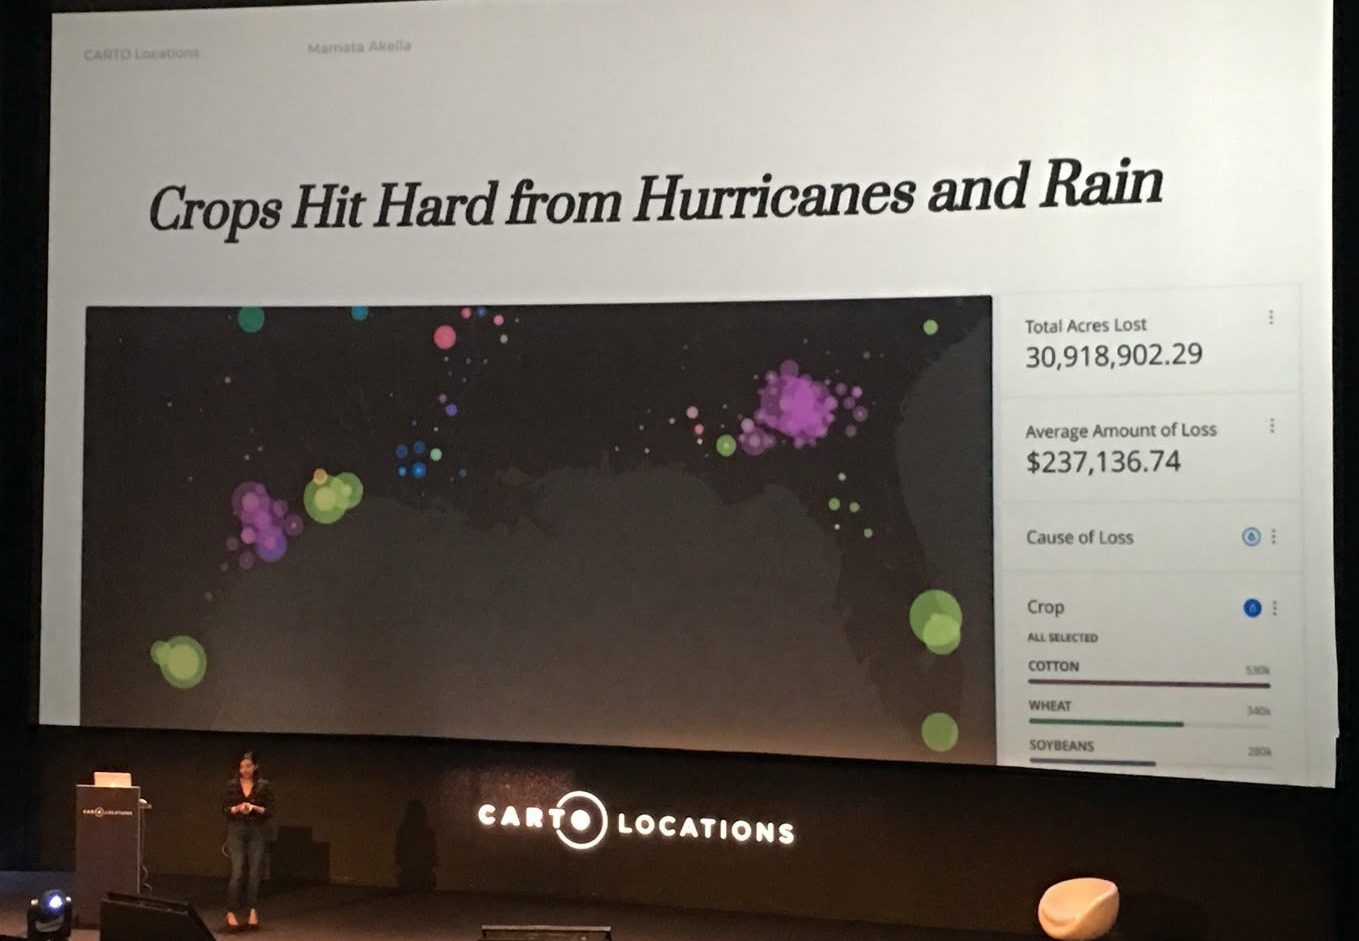 CARTO Locations
Mamata Akella
Crops Hit Hard from Hurricanes and Rain
Total Acres Lost
30,918,902.29
Average Amount of Loss
$237,136.74
Cause of Loss
Crop
ALL SELECTED
COTTON 530k
WHEAT 340k
SOYBEANS 280k
CARTO LOCATIONS
CARTO LOCATIONS